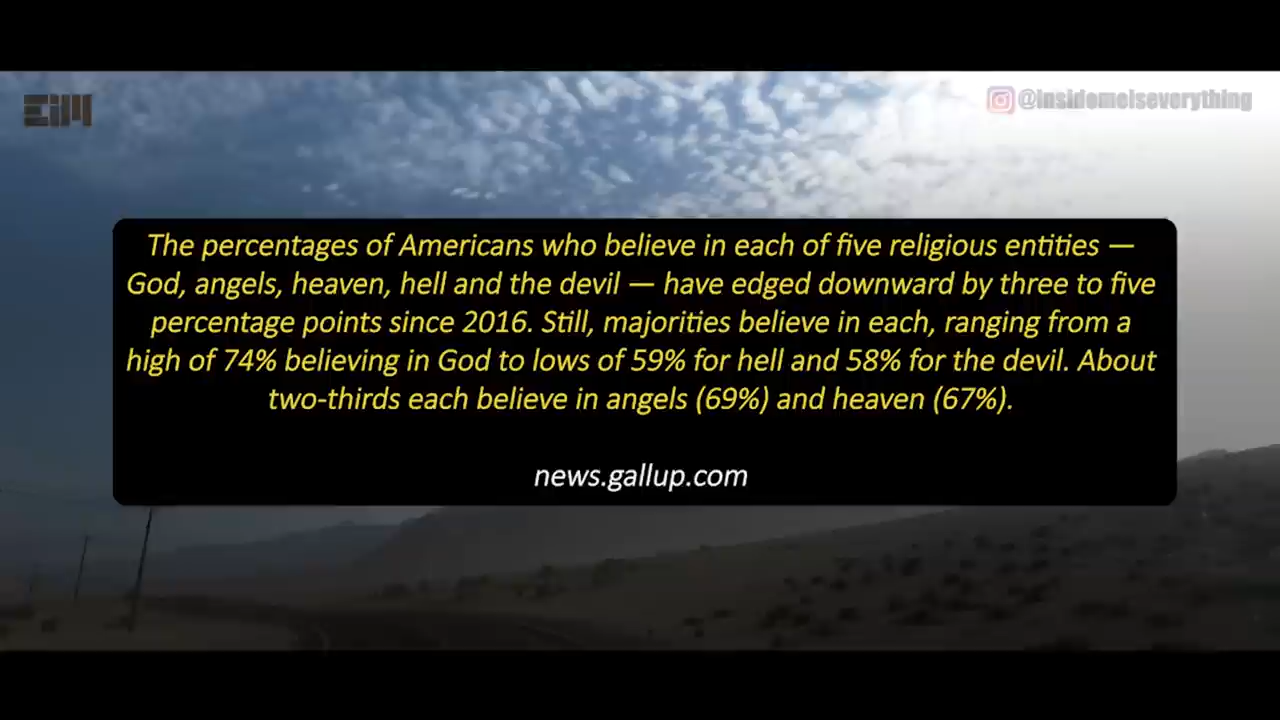 EiM
@insidemeiseverything
The percentages of Americans who believe in each of five religious entities —
God, angels, heaven, hell and the devil — have edged downward by three to five
percentage points since 2016. Still, majorities believe in each, ranging from a
high of 74% believing in God to lows of 59% for hell and 58% for the devil. About
two-thirds each believe in angels (69%) and heaven (67%).
news.gallup.com